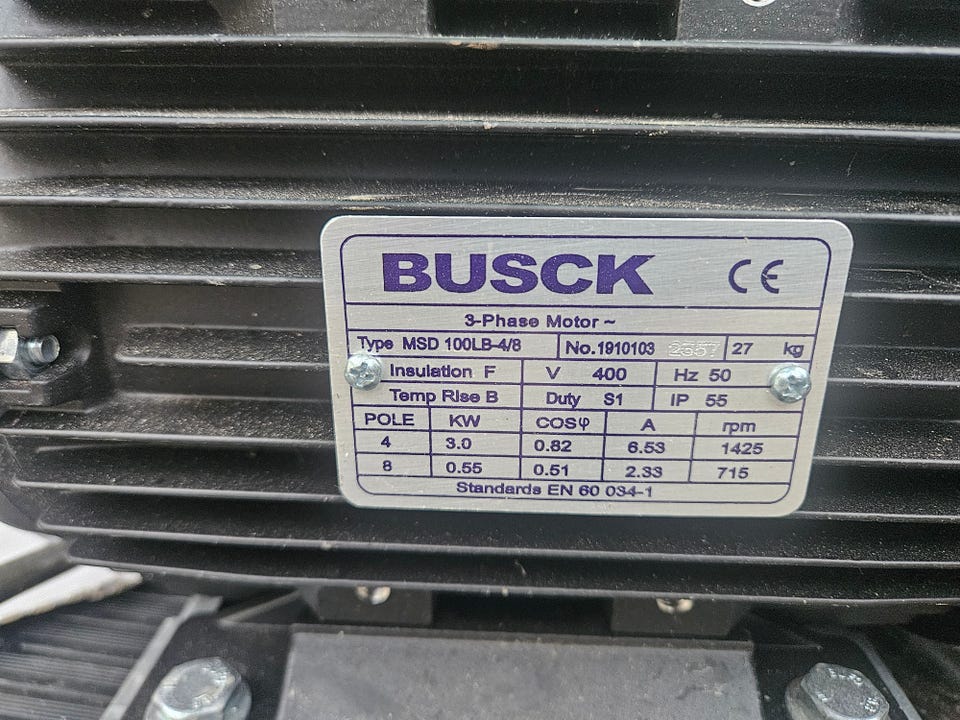 BUSCK CE
3-Phase Motor ~
Type MSD 100LB-4/8 No.1910103 2557 27 kg
Insulation F V 400 Hz 50
Temp Rise B Duty S1 IP 55
POLE KW COSφ A rpm
4 3.0 0.82 6.53 1425
8 0.55 0.51 2.33 715
Standards EN 60 034-1